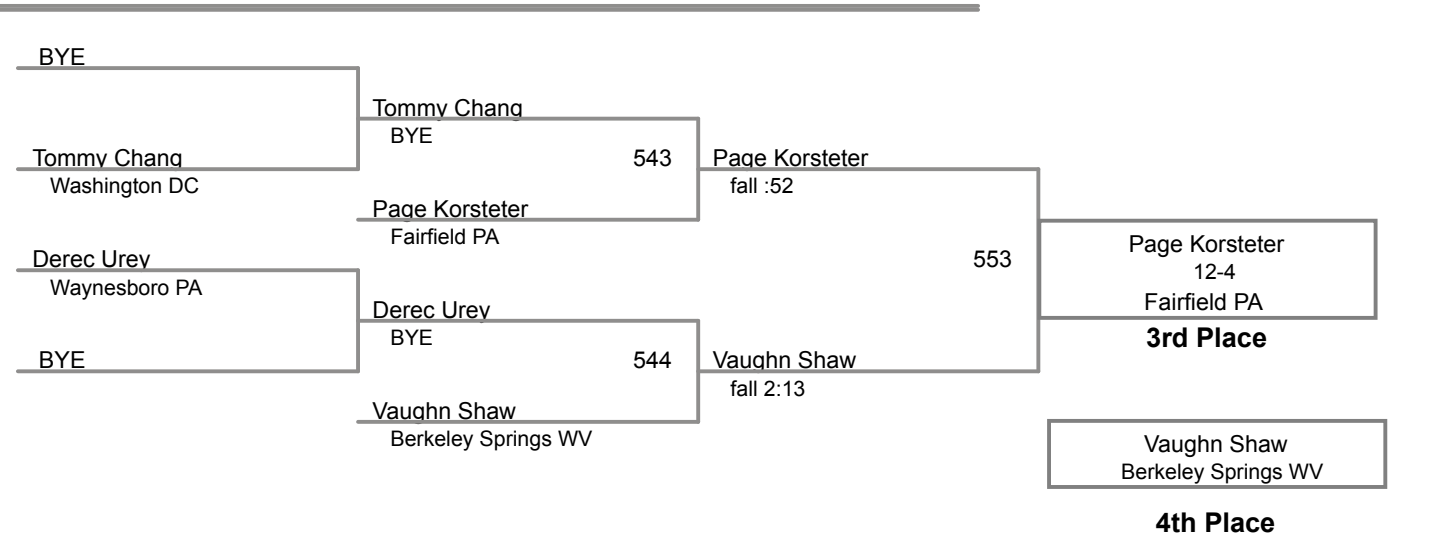 BYE
Tommy Chang
BYE
Tommy Chang
Washington DC
543
Page Korsteter
fall :52
Page Korsteter
Fairfield PA
Derec Urey
Waynesboro PA
553
Page Korsteter
12-4
Fairfield PA
3rd Place
Derec Urey
BYE
BYE
544
Vaughn Shaw
fall 2:13
Vaughn Shaw
Berkeley Springs WV
Vaughn Shaw
Berkeley Springs WV
4th Place